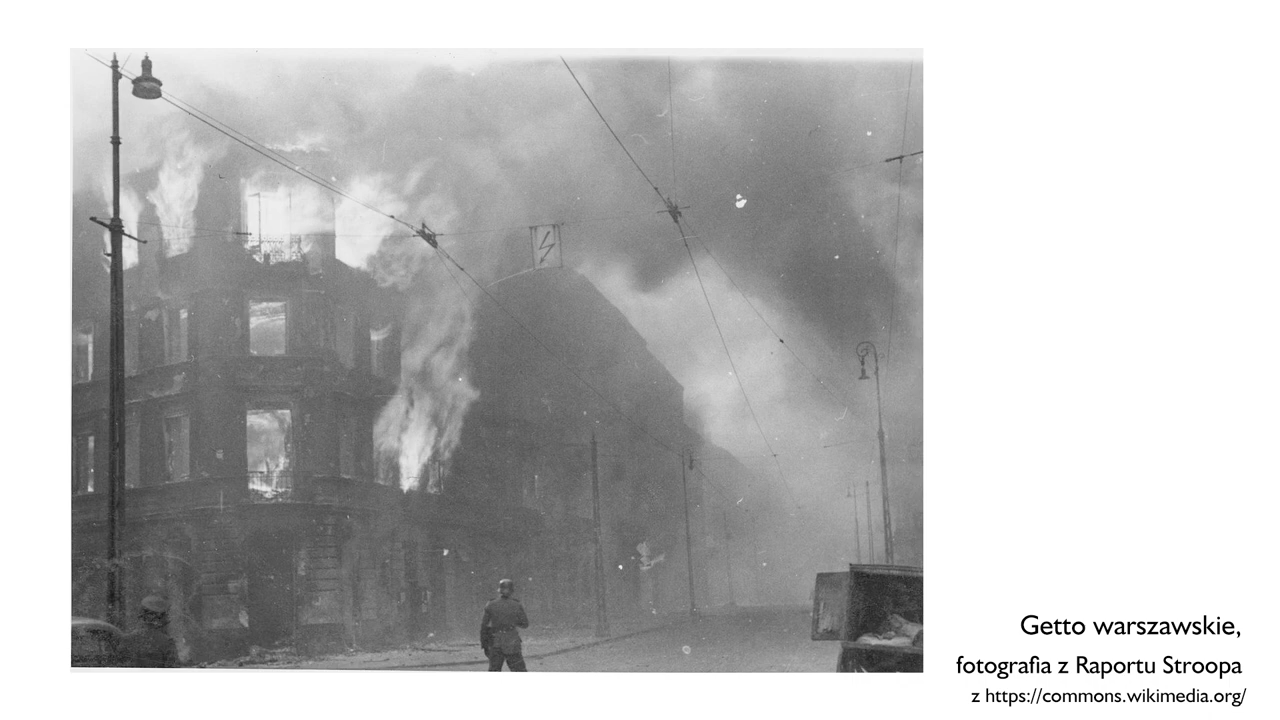 Getto warszawskie,
fotografia z Raportu Stroopa
z https://commons.wikimedia.org/